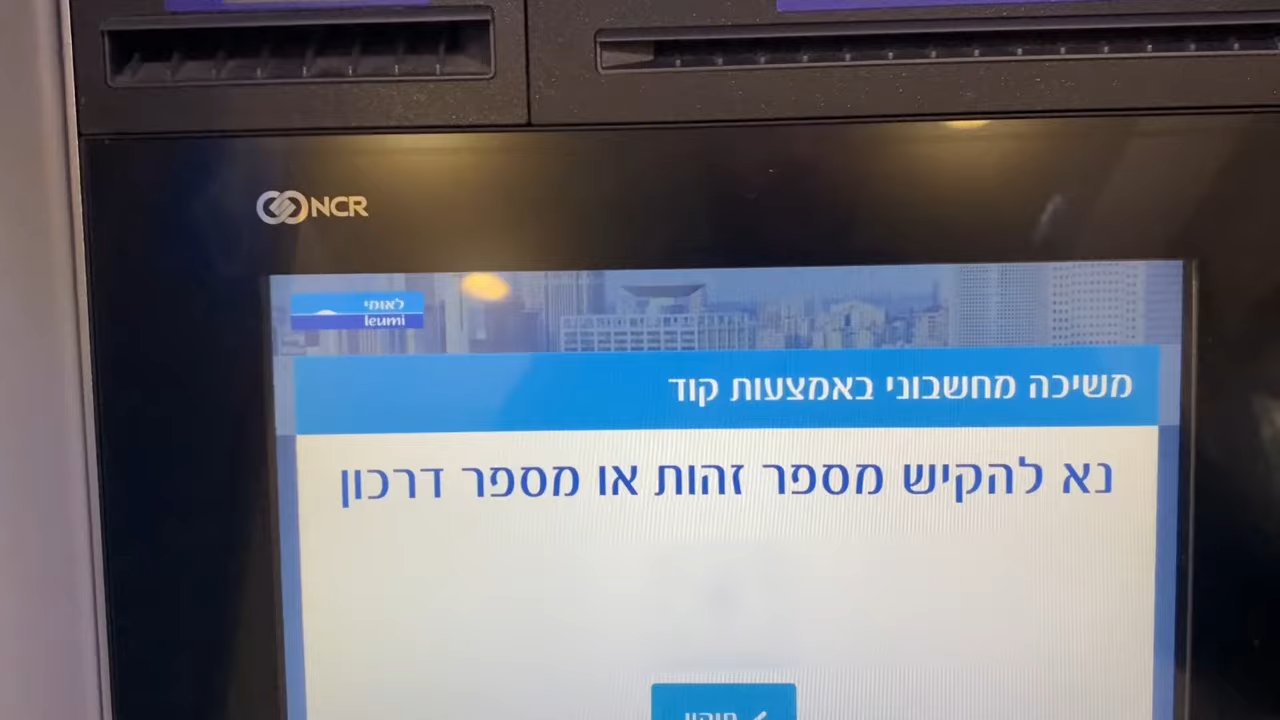 NCR
לאומי
leumi
משיכה מחשבוני באמצעות קוד
נא להקיש מספר זהות או מספר דרכון